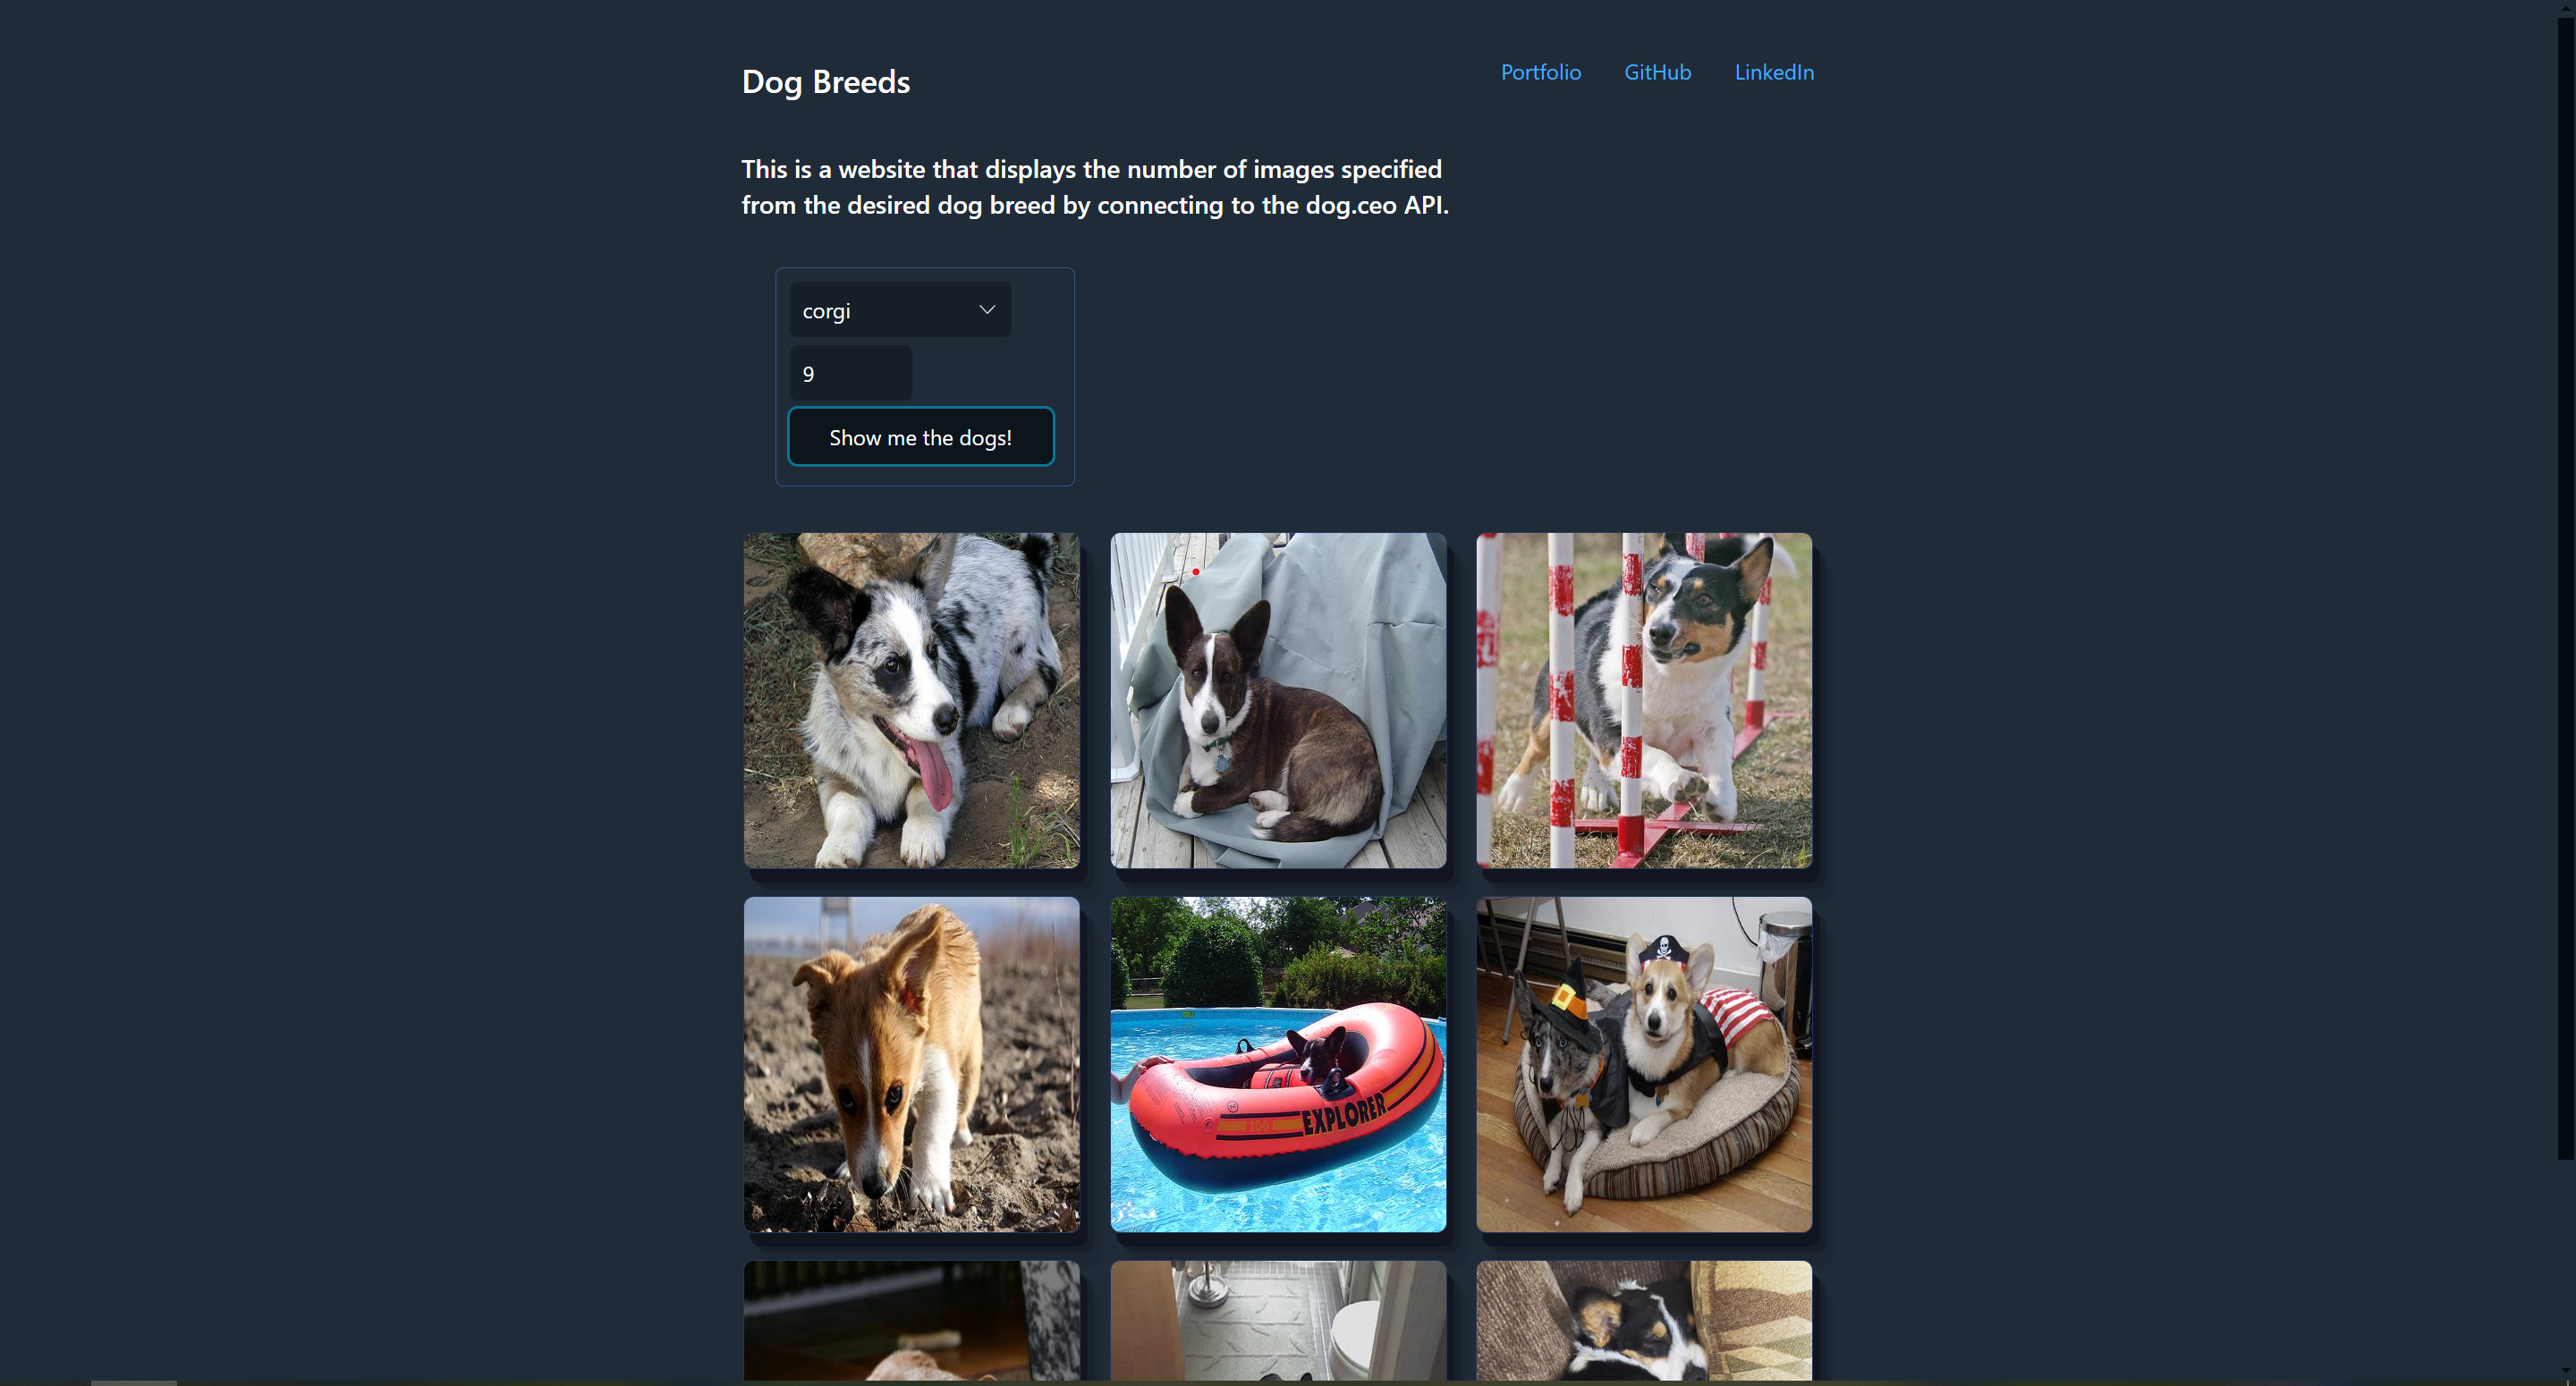 Dog Breeds
Portfolio
GitHub
LinkedIn
This is a website that displays the number of images specified
from the desired dog breed by connecting to the dog.ceo API.
corgi
9
Show me the dogs!
100 EXPLORER